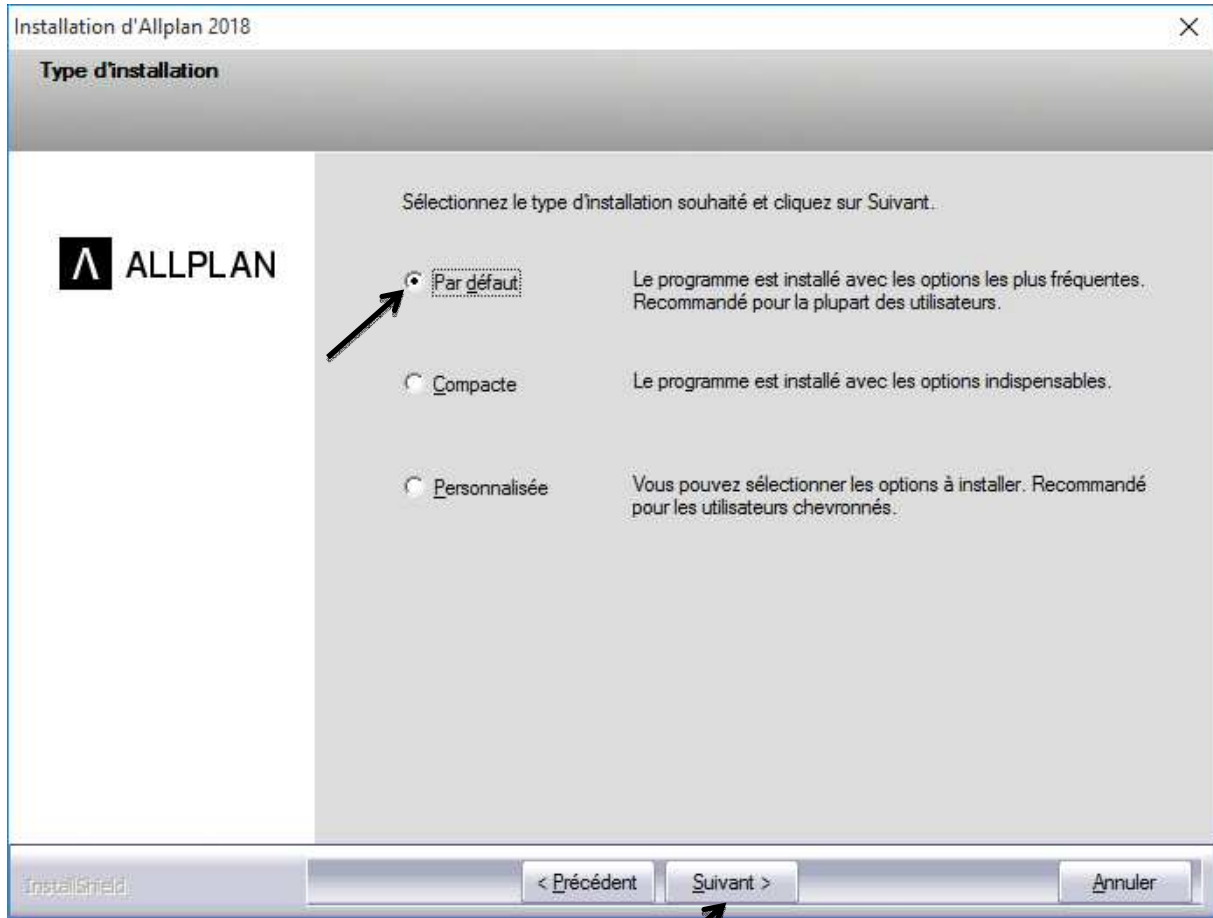 Installation d'Allplan 2018
Type d'installation
ALLPLAN
Sélectionnez le type d'installation souhaité et cliquez sur Suivant.
Par défaut
Le programme est installé avec les options les plus fréquentes.
Recommandé pour la plupart des utilisateurs.
Compacte
Le programme est installé avec les options indispensables.
Personnalisée
Vous pouvez sélectionner les options à installer. Recommandé
pour les utilisateurs chevronnés.
InstallShield
< Précédent
Suivant >
Annuler